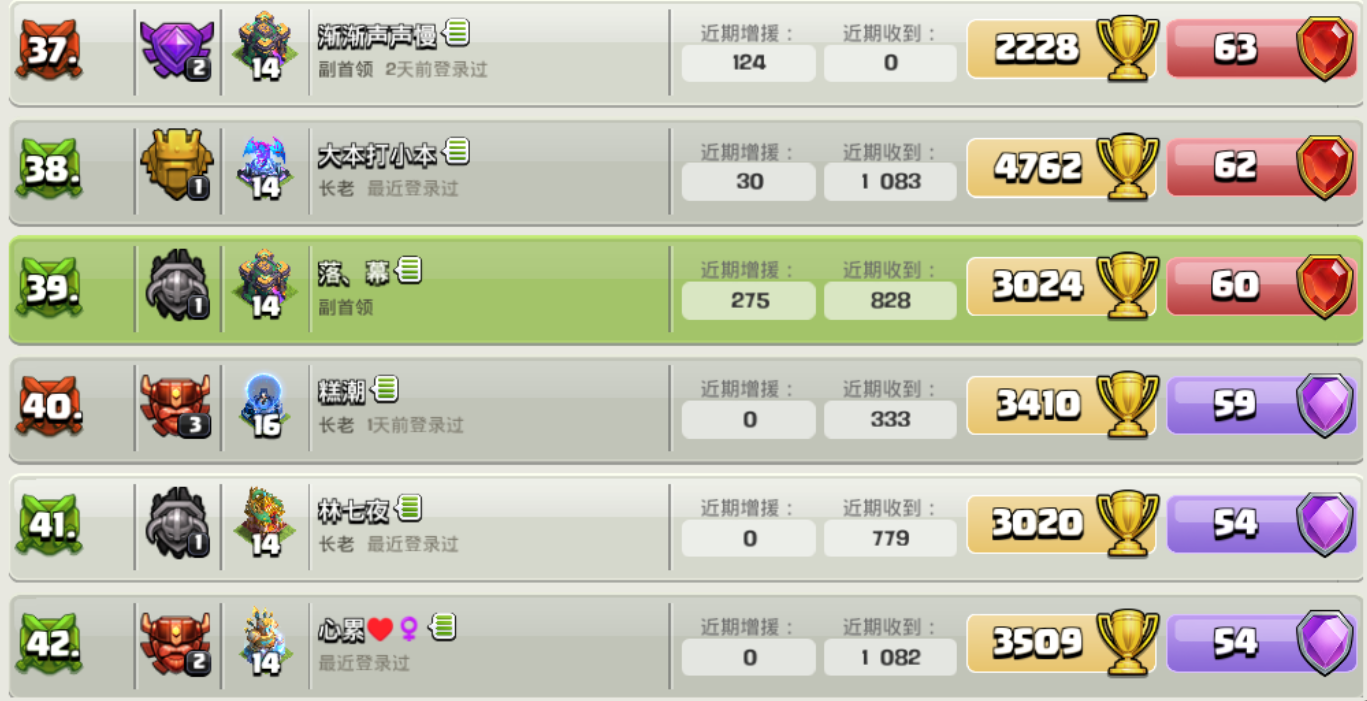 37. 2 14 渐渐声声慢 近期增援： 近期收到： 2228 63
副首领 2天前登录过 124 0
38. 1 14 大本打小本 近期增援： 近期收到： 4762 62
长老 最近登录过 30 1 083
39. 1 14 落、幕 近期增援： 近期收到： 3024 60
副首领 275 828
40. 3 16 糕潮 近期增援： 近期收到： 3410 59
长老 1天前登录过 0 333
41. 1 14 林七夜 近期增援： 近期收到： 3020 54
长老 最近登录过 0 779
42. 2 14 心累❤♀ 近期增援： 近期收到： 3509 54
最近登录过 0 1 082